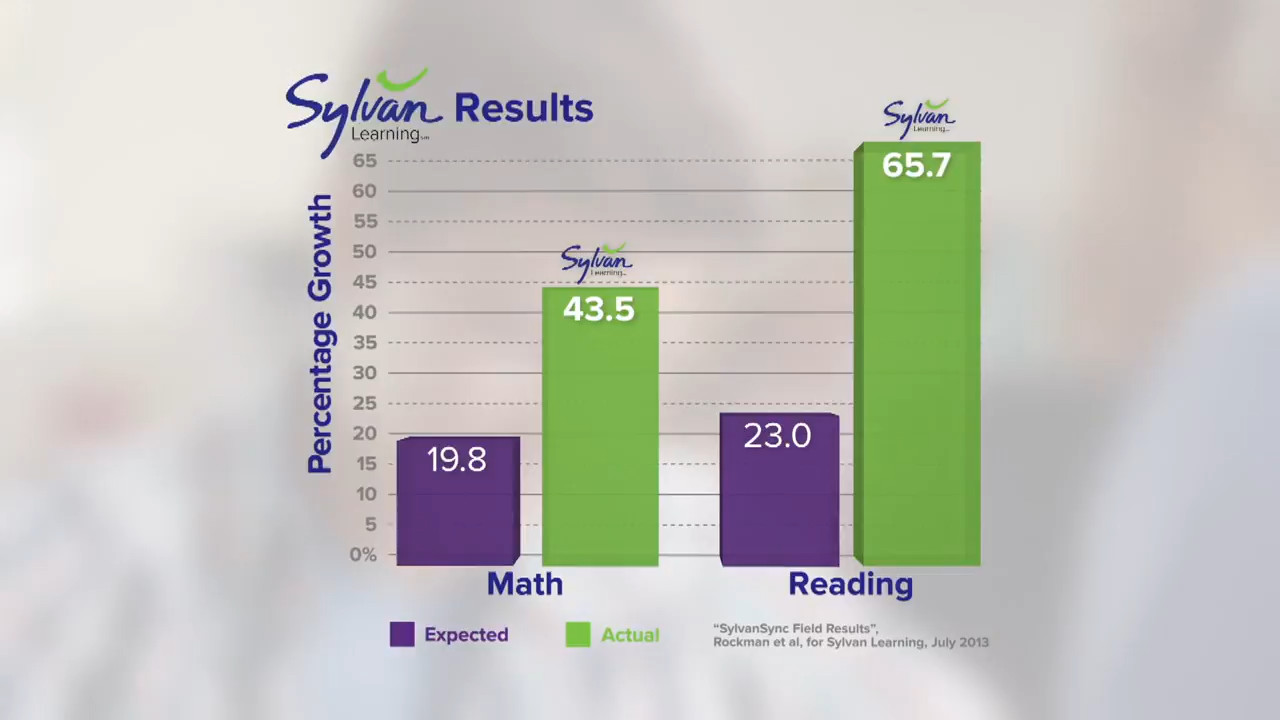 Sylvan Results
Learning
Sylvan
Learning
65.7
Percentage Growth
65
60
55
50
45
40
35
30
25
20
15
10
5
0%
Sylvan
Learning
43.5
19.8
23.0
Math
Reading
Expected
Actual
“SylvanSync Field Results”,
Rockman et al, for Sylvan Learning, July 2013